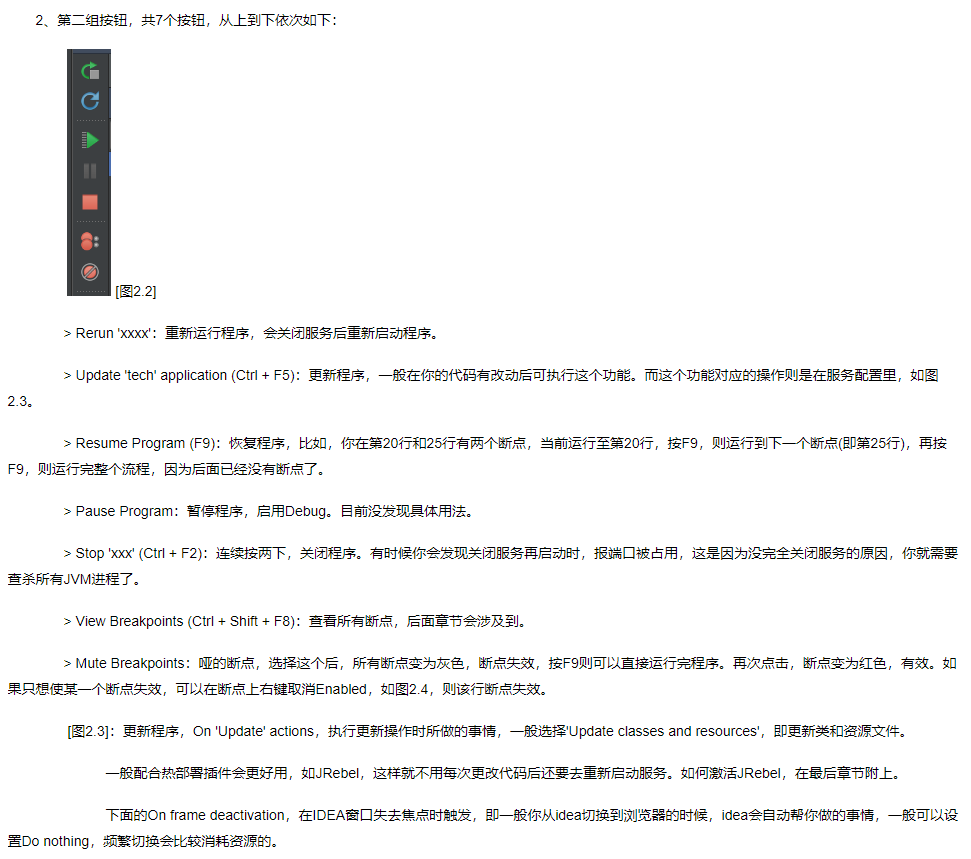 2、第二组按钮，共7个按钮，从上到下依次如下：
[图2.2]
> Rerun 'xxxx'：重新运行程序，会关闭服务后重新启动程序。
> Update 'tech' application (Ctrl + F5)：更新程序，一般在你的代码有改动后可执行这个功能。而这个功能对应的操作则是在服务配置里，如图
2.3。
> Resume Program (F9)：恢复程序，比如，你在第20行和25行有两个断点，当前运行至第20行，按F9，则运行到下一个断点(即第25行)，再按
F9，则运行完整个流程，因为后面已经没有断点了。
> Pause Program：暂停程序，启用Debug。目前没发现具体用法。
> Stop 'xxx' (Ctrl + F2)：连续按两下，关闭程序。有时候你会发现关闭服务再启动时，报端口被占用，这是因为没完全关闭服务的原因，你就需要
查杀所有JVM进程了。
> View Breakpoints (Ctrl + Shift + F8)：查看所有断点，后面章节会涉及到。
> Mute Breakpoints：哑的断点，选择这个后，所有断点变为灰色，断点失效，按F9则可以直接运行完程序。再次点击，断点变为红色，有效。如
果只想使某一个断点失效，可以在断点上右键取消Enabled，如图2.4，则该行断点失效。
[图2.3]：更新程序，On 'Update' actions，执行更新操作时所做的事情，一般选择'Update classes and resources'，即更新类和资源文件。
一般配合热部署插件会更好用，如JRebel，这样就不用每次更改代码后还要去重新启动服务。如何激活JRebel，在最后章节附上。
下面的On frame deactivation，在IDEA窗口失去焦点时触发，即一般你从idea切换到浏览器的时候，idea会自动帮你做的事情，一般可以设
置Do nothing，频繁切换会比较消耗资源的。